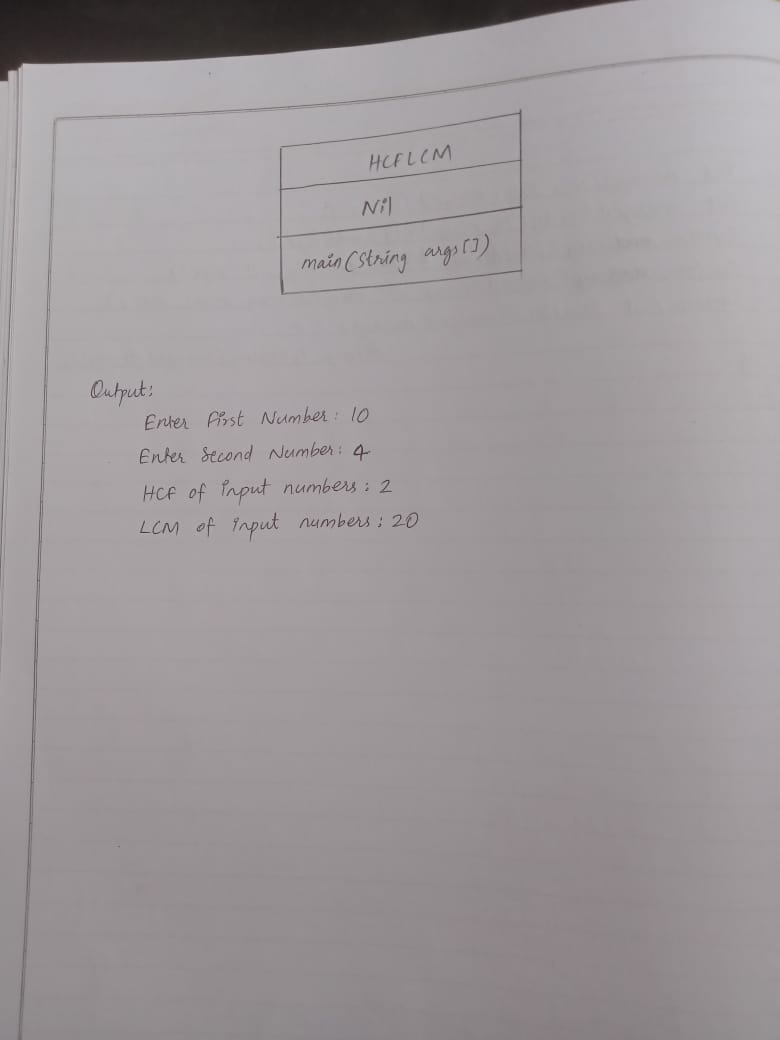 HCFLCM
Nil
main(String args[])
Output:
Enter First Number: 10
Enter Second Number: 4
HCF of input numbers: 2
LCM of input numbers: 20